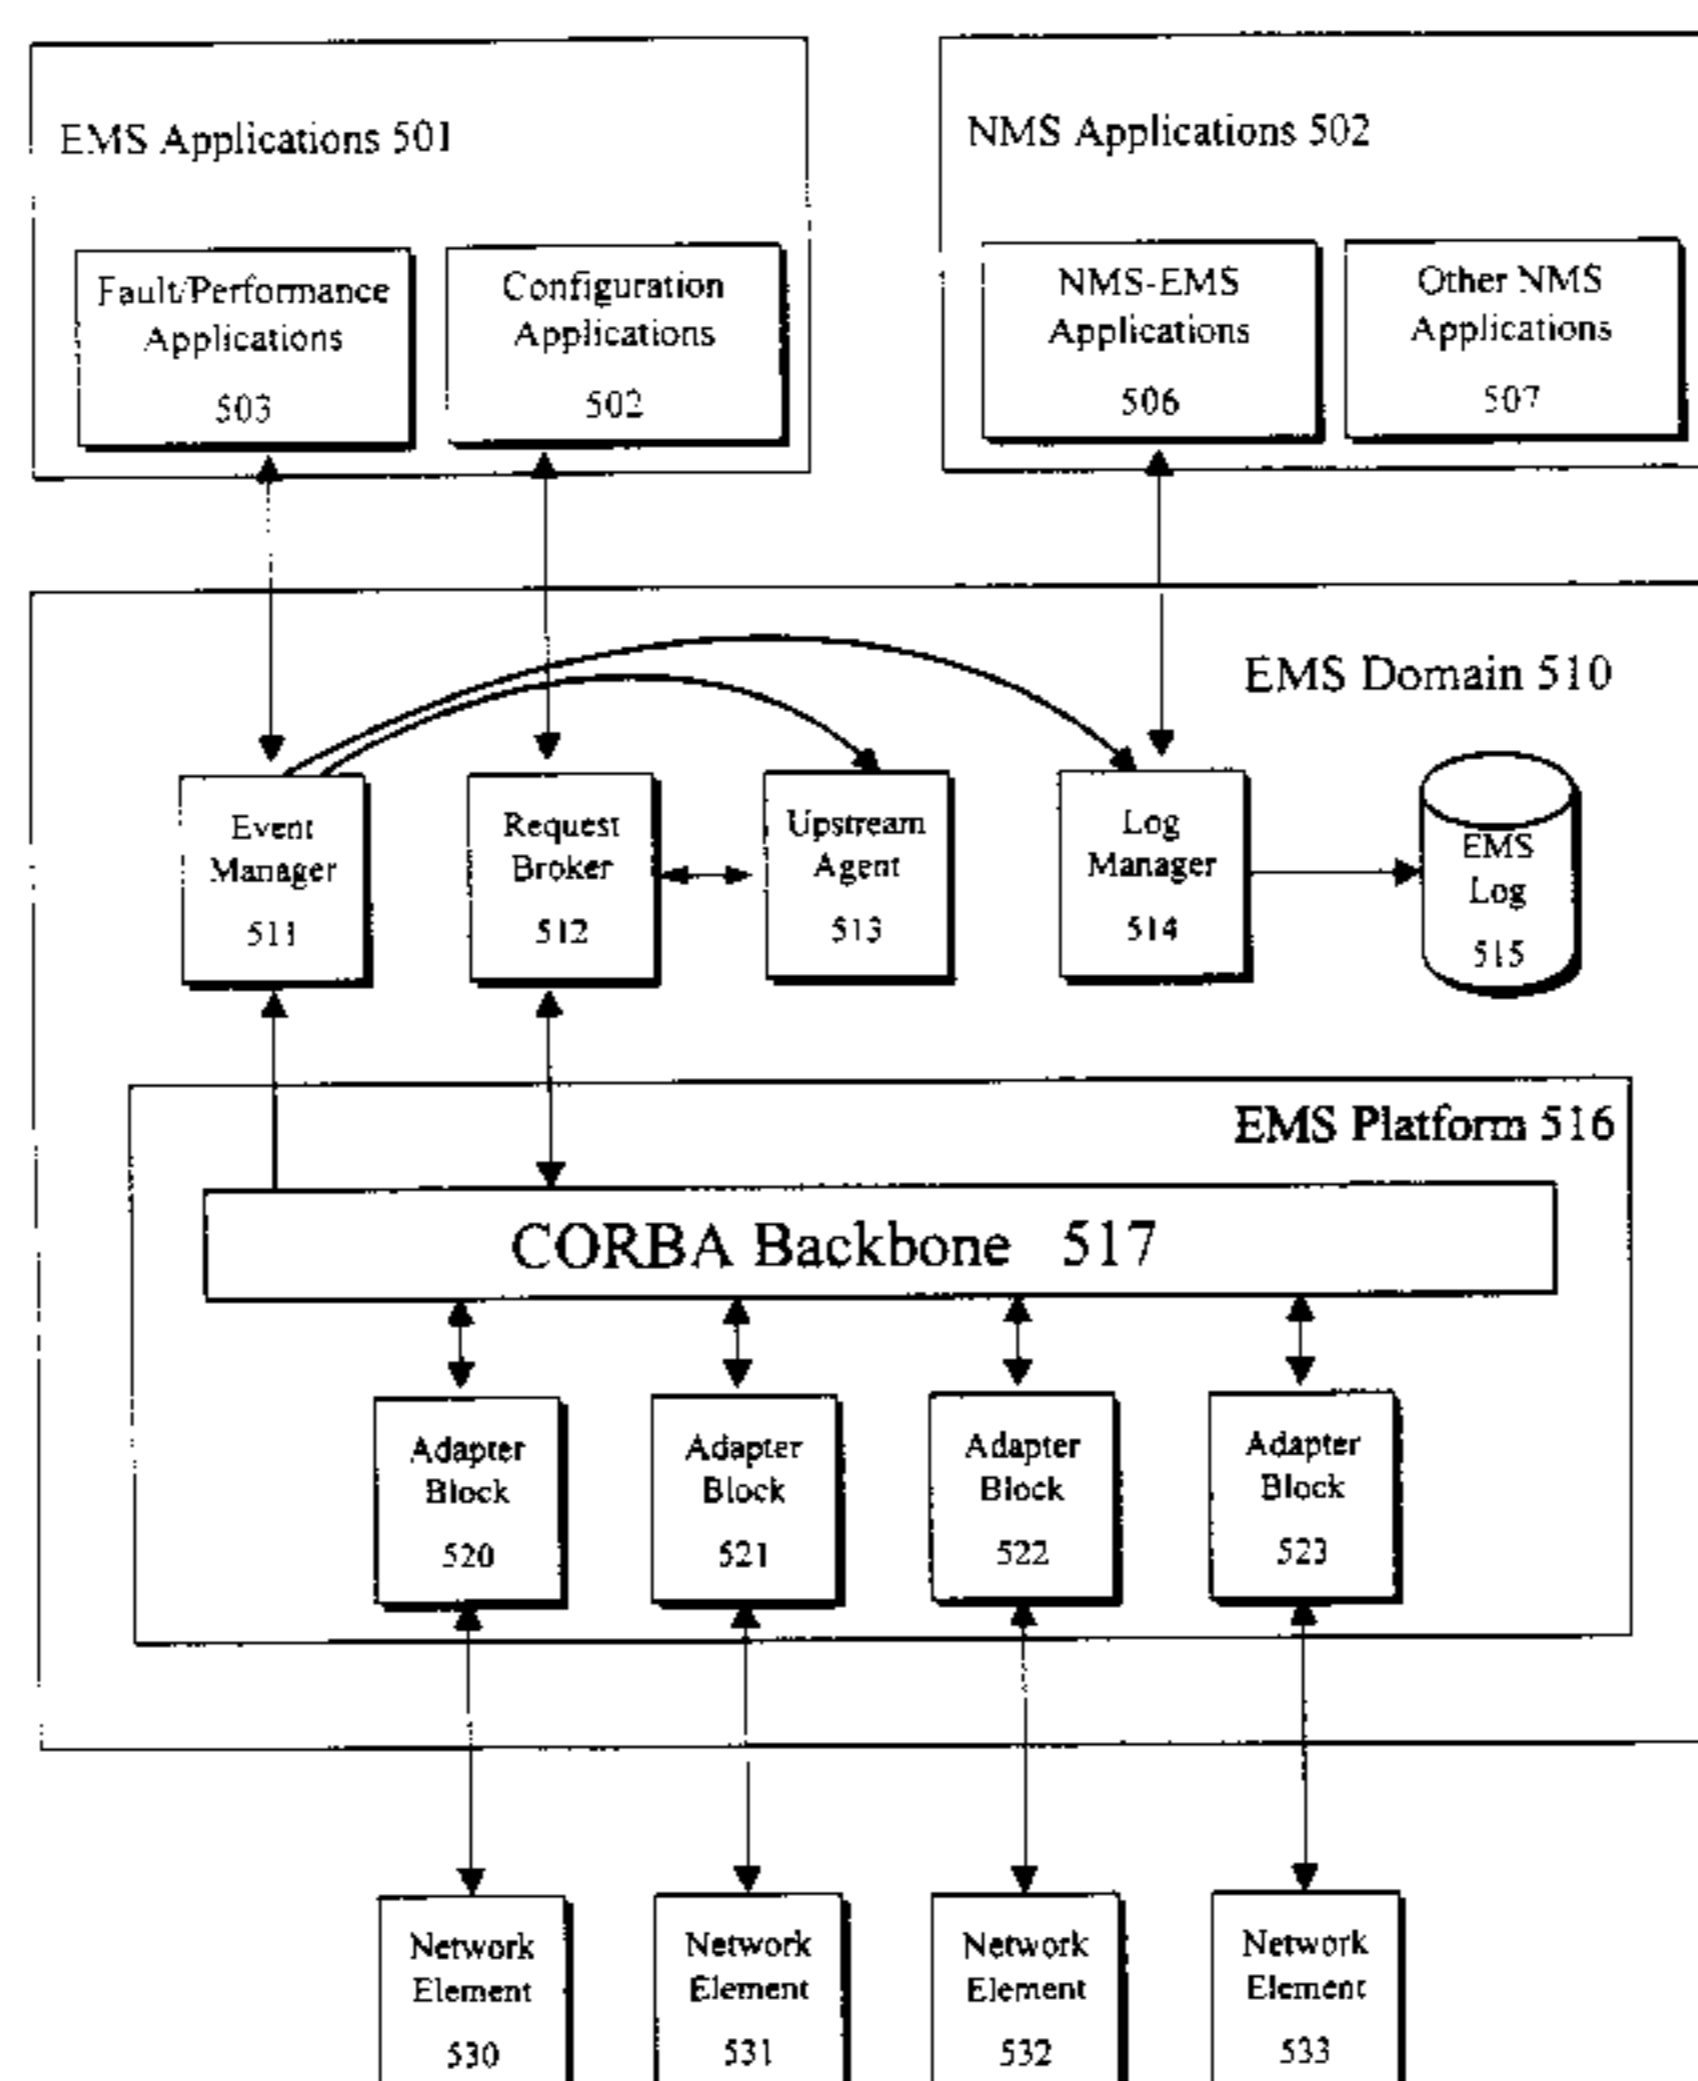 EMS Applications 501
NMS Applications 502
Fault/Performance
Applications
503
Configuration
Applications
502
NMS-EMS
Applications
506
Other NMS
Applications
507
EMS Domain 510
Event
Manager
511
Request
Broker
512
Upstream
Agent
513
Log
Manager
514
EMS
Log
515
EMS Platform 516
CORBA Backbone 517
Adapter
Block
520
Adapter
Block
521
Adapter
Block
522
Adapter
Block
523
Network
Element
530
Network
Element
531
Network
Element
532
Network
Element
533